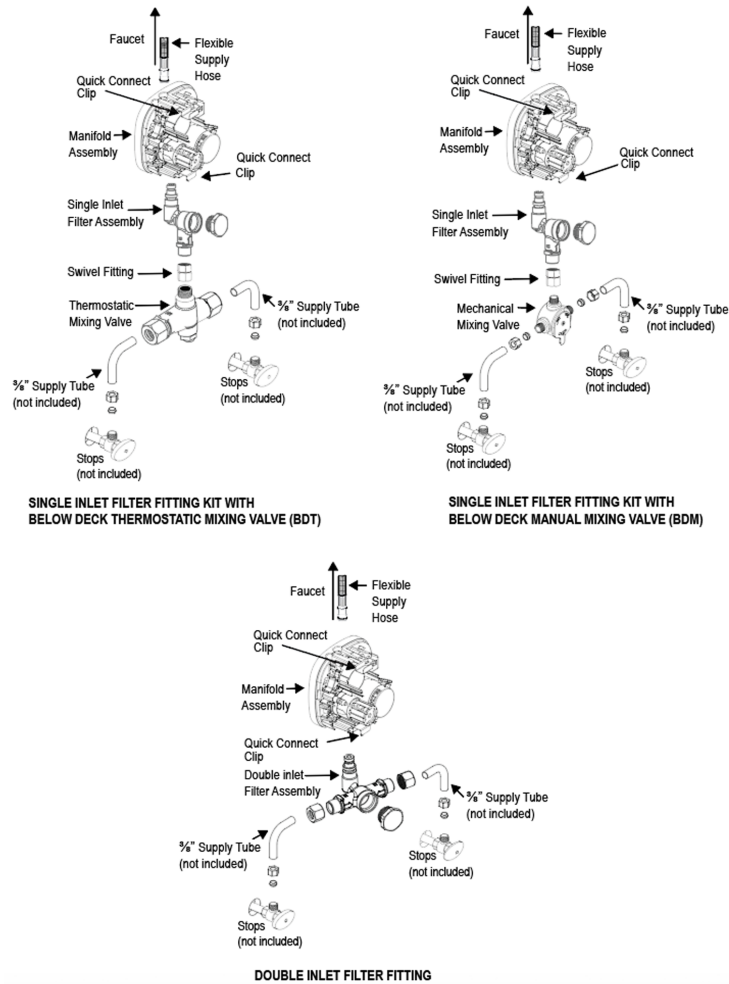 Faucet
Flexible
Supply
Hose
Quick Connect
Clip
Manifold
Assembly
Quick Connect
Clip
Single Inlet
Filter Assembly
Swivel Fitting
Thermostatic
Mixing Valve
⅜” Supply Tube
(not included)
⅜” Supply Tube
(not included)
Stops
(not included)
Stops
(not included)
SINGLE INLET FILTER FITTING KIT WITH
BELOW DECK THERMOSTATIC MIXING VALVE (BDT)
Faucet
Flexible
Supply
Hose
Quick Connect
Clip
Manifold
Assembly
Quick Connect
Clip
Single Inlet
Filter Assembly
Swivel Fitting
Mechanical
Mixing Valve
⅜” Supply Tube
(not included)
Stops
(not included)
⅜” Supply Tube
(not included)
Stops
(not included)
SINGLE INLET FILTER FITTING KIT WITH
BELOW DECK MANUAL MIXING VALVE (BDM)
Faucet
Flexible
Supply
Hose
Quick Connect
Clip
Manifold
Assembly
Quick Connect
Clip
Double inlet
Filter Assembly
⅜” Supply Tube
(not included)
⅜” Supply Tube
(not included)
Stops
(not included)
Stops
(not included)
DOUBLE INLET FILTER FITTING